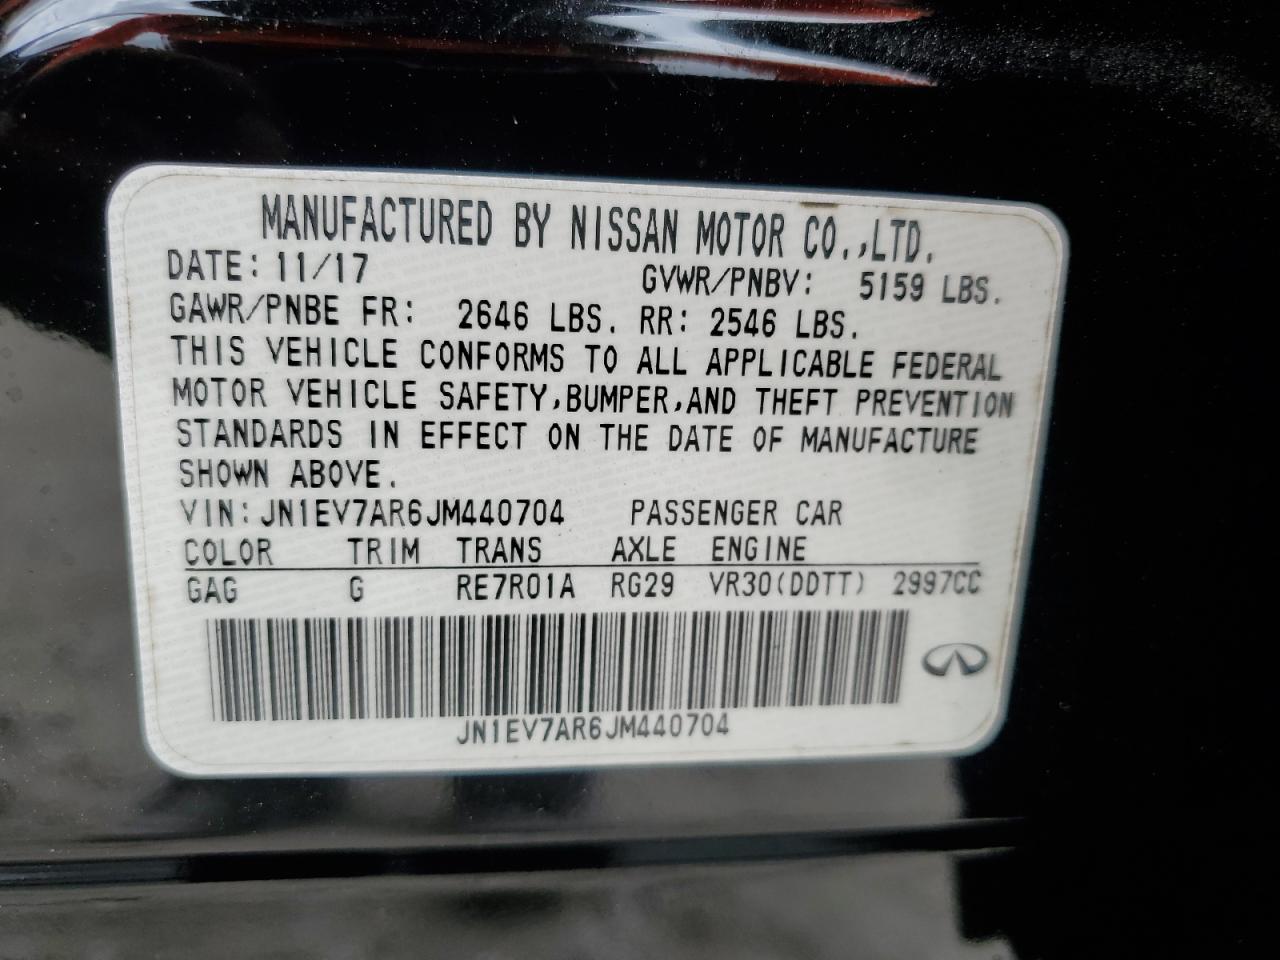 MANUFACTURED BY NISSAN MOTOR CO.,LTD.
DATE: 11/17 GVWR/PNBV: 5159 LBS.
GAWR/PNBE FR: 2646 LBS. RR: 2546 LBS.
THIS VEHICLE CONFORMS TO ALL APPLICABLE FEDERAL
MOTOR VEHICLE SAFETY,BUMPER,AND THEFT PREVENTION
STANDARDS IN EFFECT ON THE DATE OF MANUFACTURE
SHOWN ABOVE.
VIN: JN1EV7AR6JM440704 PASSENGER CAR
COLOR TRIM TRANS AXLE ENGINE
GAG G RE7R01A RG29 VR30(DDTT) 2997CC
JN1EV7AR6JM440704